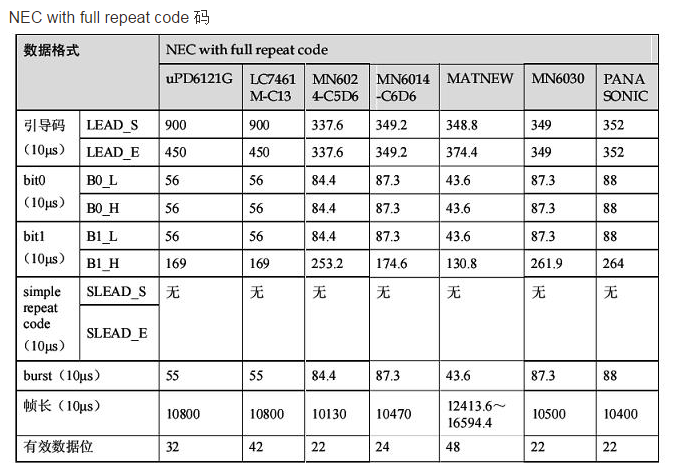 NEC with full repeat code 码
数据格式 NEC with full repeat code
uPD6121G LC7461M-C13 MN6024-C5D6 MN6014-C6D6 MATNEW MN6030 PANASONIC
引导码（10μs） LEAD_S 900 900 337.6 349.2 348.8 349 352
LEAD_E 450 450 337.6 349.2 374.4 349 352
bit0（10μs） B0_L 56 56 84.4 87.3 43.6 87.3 88
B0_H 56 56 84.4 87.3 43.6 87.3 88
bit1（10μs） B1_L 56 56 84.4 87.3 43.6 87.3 88
B1_H 169 169 253.2 174.6 130.8 261.9 264
simple repeat code（10μs） SLEAD_S 无 无 无 无 无 无 无
SLEAD_E
burst（10μs） 55 55 84.4 87.3 43.6 87.3 88
帧长（10μs） 10800 10800 10130 10470 12413.6～16594.4 10500 10400
有效数据位 32 42 22 24 48 22 22